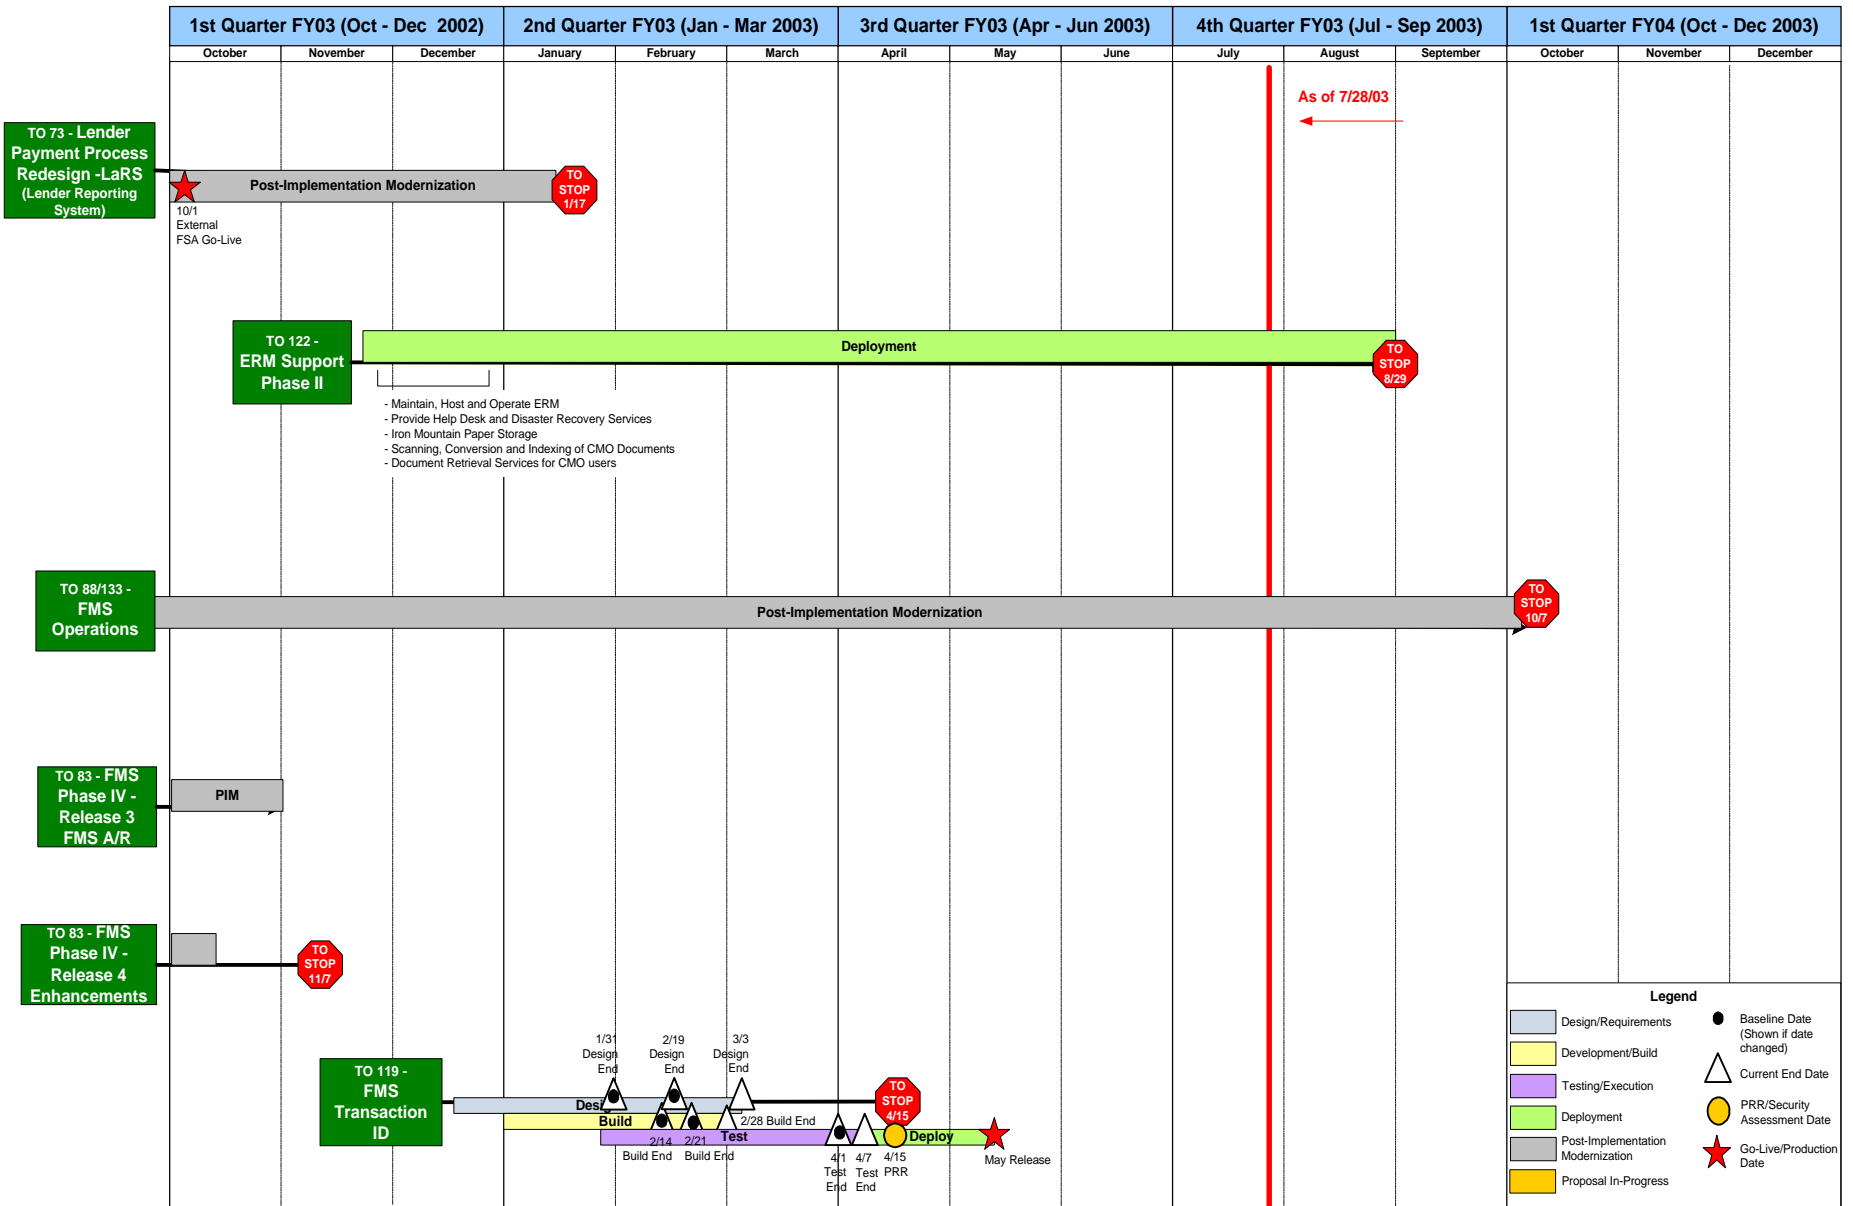 1st Quarter FY03 (Oct - Dec 2002)
2nd Quarter FY03 (Jan - Mar 2003)
3rd Quarter FY03 (Apr - Jun 2003)
4th Quarter FY03 (Jul - Sep 2003)
1st Quarter FY04 (Oct - Dec 2003)
October
November
December
January
February
March
April
May
June
July
August
September
October
November
December
As of 7/28/03
TO 73 - Lender
Payment Process
Redesign -LaRS
(Lender Reporting
System)
Post-Implementation Modernization
TO
STOP
1/17
10/1
External
FSA Go-Live
TO 122 -
ERM Support
Phase II
Deployment
TO
STOP
8/29
- Maintain, Host and Operate ERM
- Provide Help Desk and Disaster Recovery Services
- Iron Mountain Paper Storage
- Scanning, Conversion and Indexing of CMO Documents
- Document Retrieval Services for CMO users
TO 88/133 -
FMS
Operations
Post-Implementation Modernization
TO
STOP
10/7
TO 83 - FMS
Phase IV -
Release 3
FMS A/R
PIM
TO 83 - FMS
Phase IV -
Release 4
Enhancements
TO
STOP
11/7
TO 119 -
FMS
Transaction
ID
1/31
Design
End
2/19
Design
End
3/3
Design
End
Desig
Build
2/28 Build End
Test
Deploy
2/14
Build End
2/21
Build End
TO
STOP
4/15
4/1
Test
End
4/7
Test
End
4/15
PRR
May Release
Legend
Design/Requirements
Development/Build
Testing/Execution
Deployment
Post-Implementation
Modernization
Proposal In-Progress
Baseline Date
(Shown if date
changed)
Current End Date
PRR/Security
Assessment Date
Go-Live/Production
Date